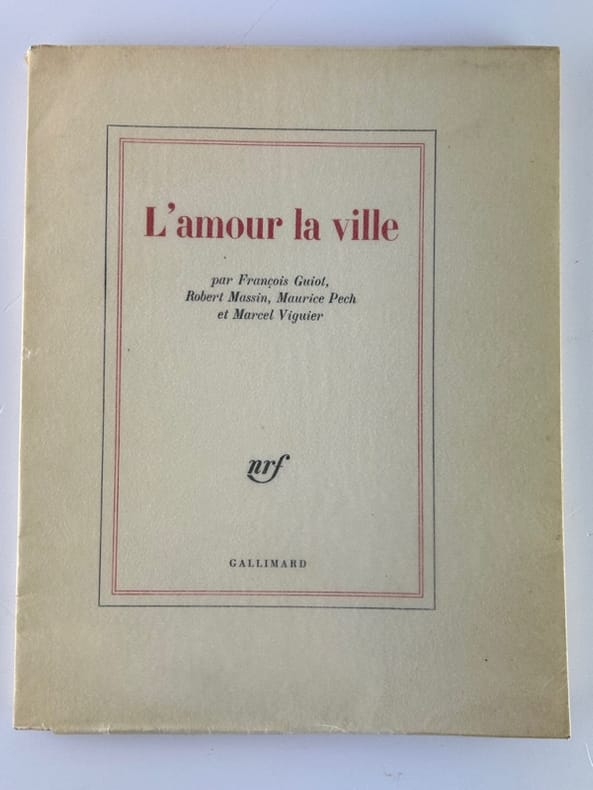 L'amour la ville
par François Guiot,
Robert Massin, Maurice Pech
et Marcel Viguier
nrf
GALLIMARD